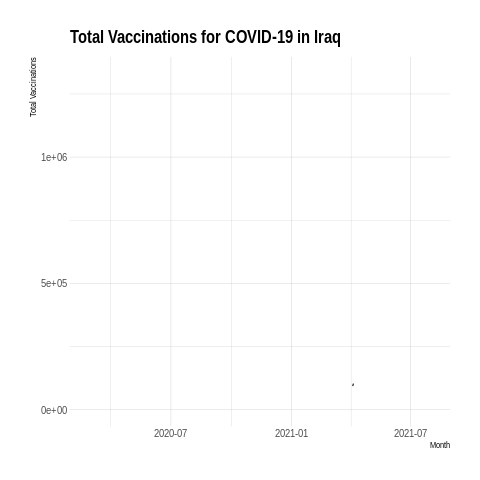 Total Vaccinations for COVID-19 in Iraq
Total Vaccinations
1e+06
5e+05
0e+00
2020-07 2021-01 2021-07
Month